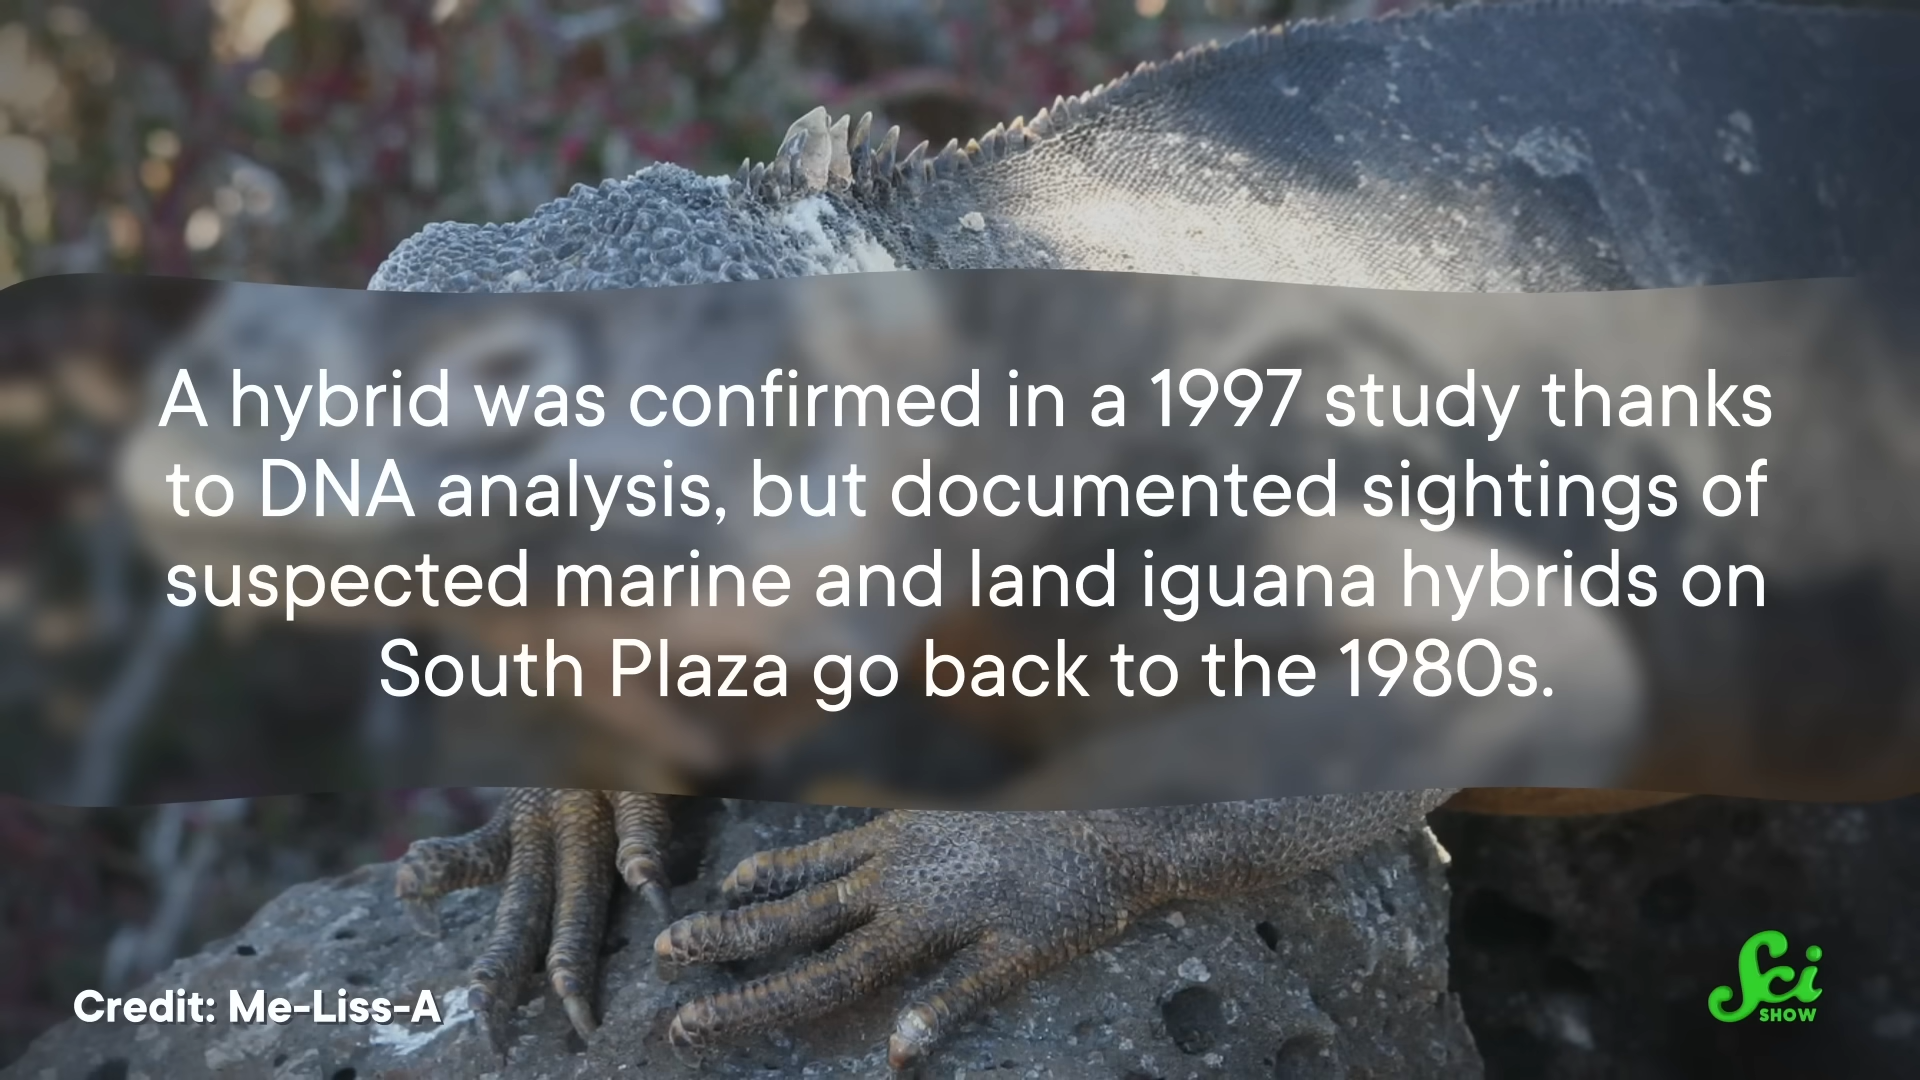 A hybrid was confirmed in a 1997 study thanks
to DNA analysis, but documented sightings of
suspected marine and land iguana hybrids on
South Plaza go back to the 1980s.
Credit: Me-Liss-A
Sci
SHOW